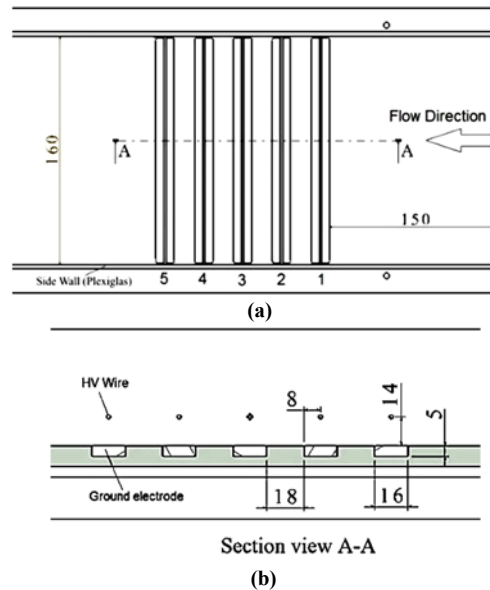 Flow Direction
A A
160
150
Side Wall (Plexiglas)
5 4 3 2 1
(a)
HV Wire
8
14
5
Ground electrode
18
16
Section view A-A
(b)